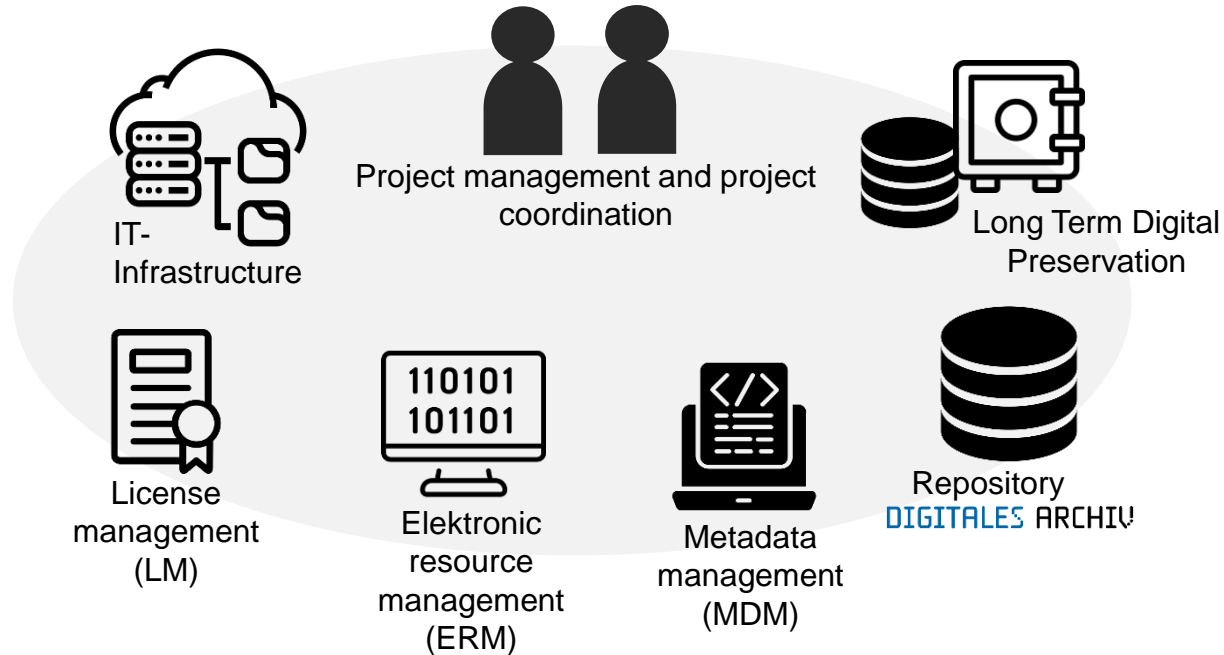 Project management and project
coordination
IT-
Infrastructure
Long Term Digital
Preservation
License
management
(LM)
110101
101101
Elektronic
resource
management
(ERM)
</>
Metadata
management
(MDM)
Repository
DIGITALES ARCHIV